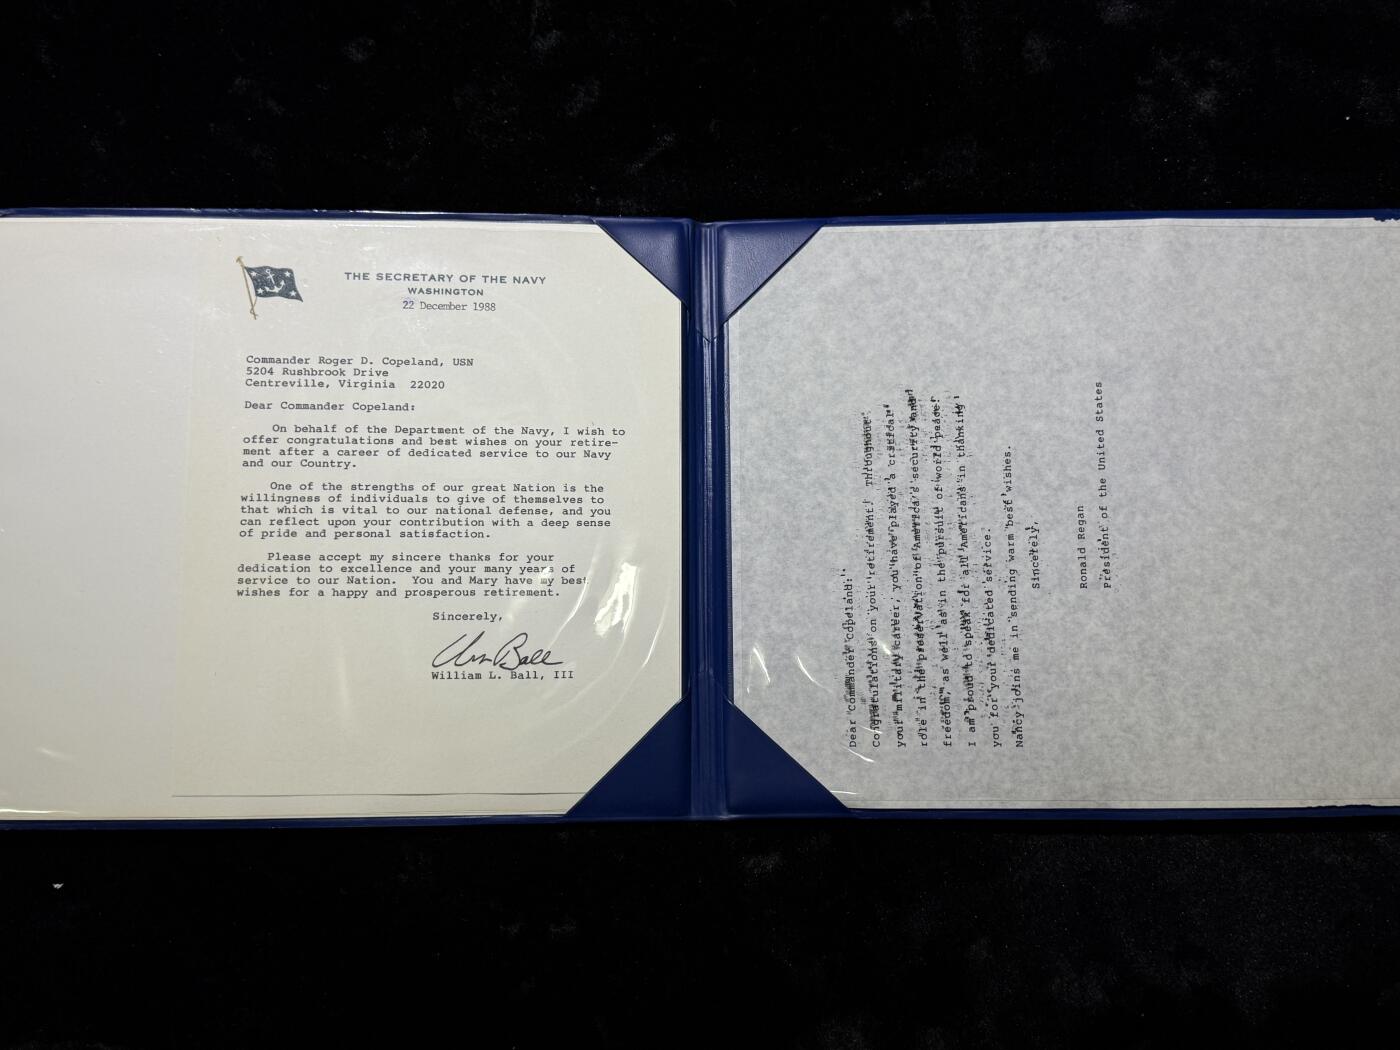 THE SECRETARY OF THE NAVY
WASHINGTON
22 December 1988
Commander Roger D. Copeland, USN
5204 Rushbrook Drive
Centreville, Virginia 22020
Dear Commander Copeland:
On behalf of the Department of the Navy, I wish to
offer congratulations and best wishes on your retire-
ment after a career of dedicated service to our Navy
and our Country.
One of the strengths of our great Nation is the
willingness of individuals to give of themselves to
that which is vital to our national defense, and you
can reflect upon your contribution with a deep sense
of pride and personal satisfaction.
Please accept my sincere thanks for your
dedication to excellence and your many years of
service to our Nation. You and Mary have my best
wishes for a happy and prosperous retirement.
Sincerely,
William L. Ball, III
Dear Commander Copeland:
Congratulations on your retirement! Throughout
your military career, you have played a critical
role in the preservation of America's security and
freedom, as well as in the pursuit of world peace.
I am proud to speak for all Americans in thanking
you for your dedicated service.
Nancy joins me in sending warm best wishes.
Sincerely,
Ronald Regan
President of the United States